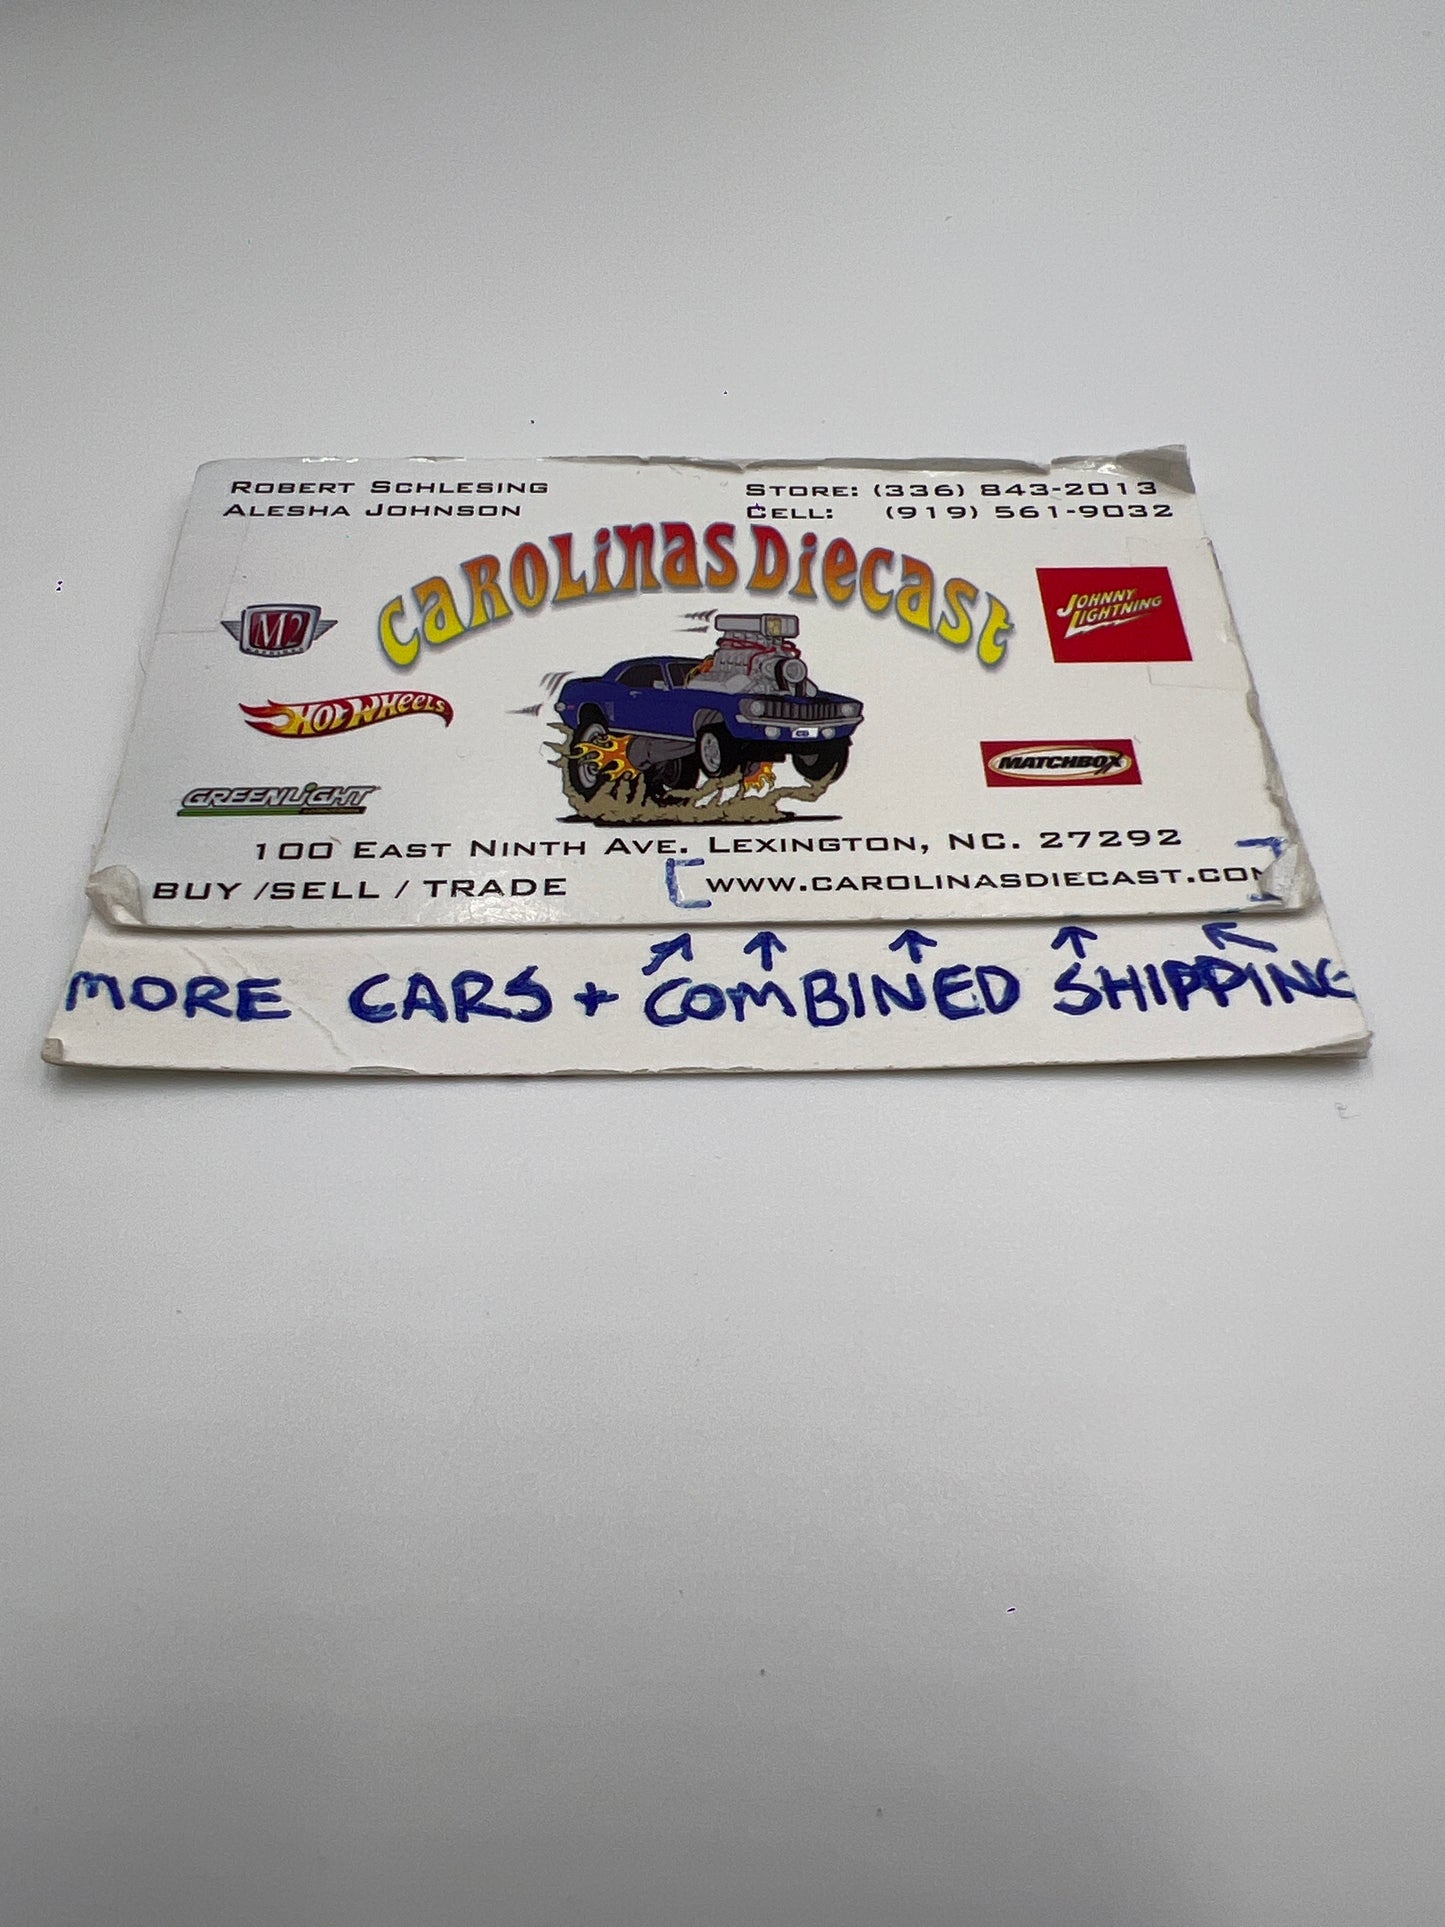 ROBERT SCHLESING
ALESHA JOHNSON
STORE: (336) 843-2013
CELL: (919) 561-9032
CAROLINAS DIECAST
M2
JOHNNY LIGHTNING
HOT WHEELS
MATCHBOX
GREENLIGHT
100 EAST NINTH AVE. LEXINGTON, NC. 27292
BUY /SELL / TRADE
[WWW.CAROLINASDIECAST.COM]
↗ ↑ ↑ ↑ ↖
MORE CARS + COMBINED SHIPPING